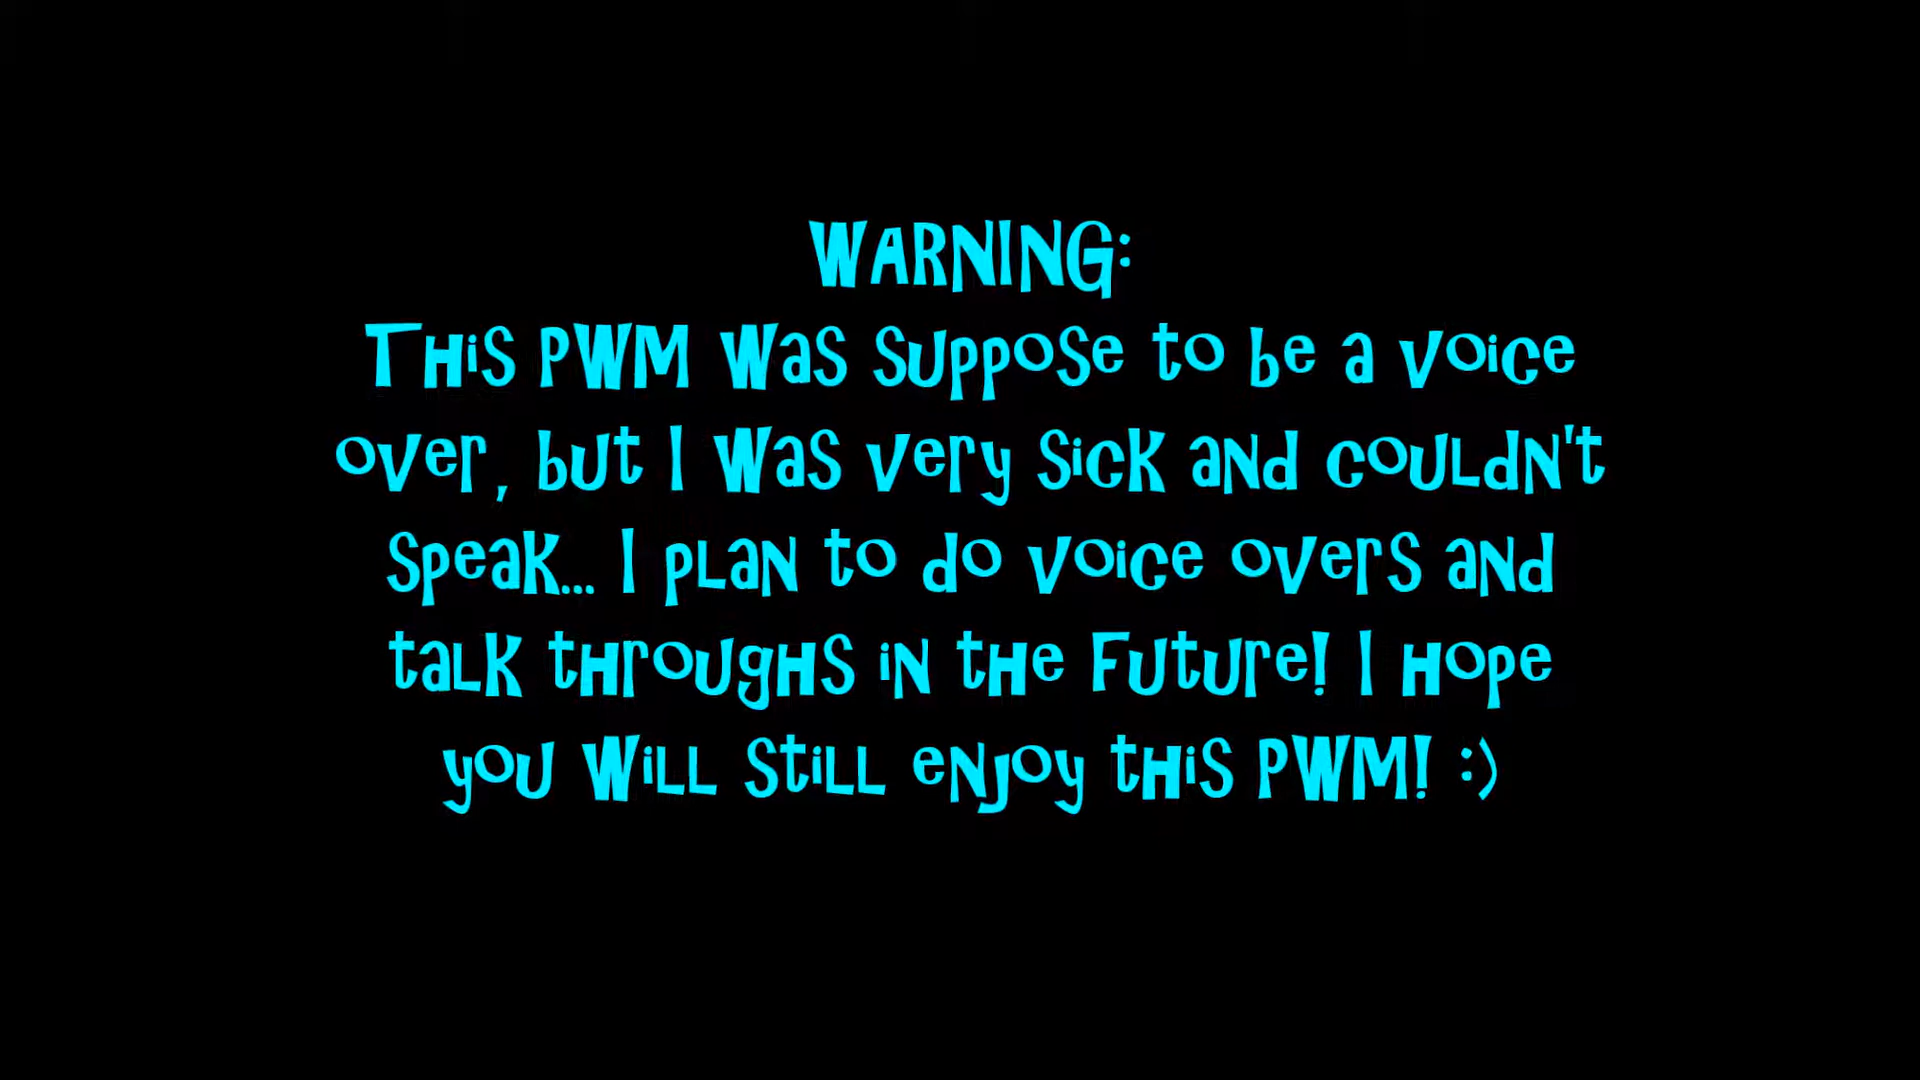 WARNING:
This PWM was suppose to be a voice
over, but I was very sick and couldn't
speak... I plan to do voice overs and
talk throughs in the future! I hope
you will still enjoy this PWM! :)